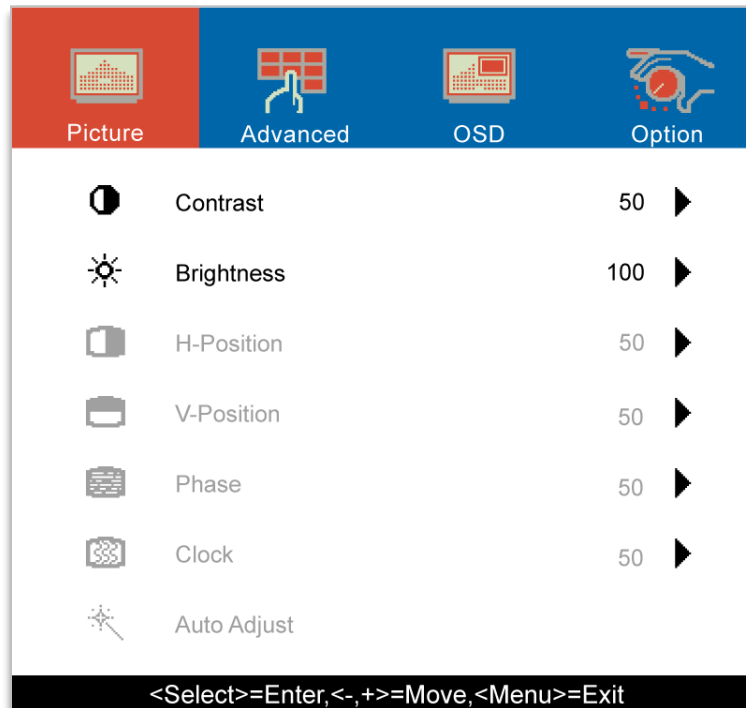 Picture Advanced OSD Option
Contrast 50
Brightness 100
H-Position 50
V-Position 50
Phase 50
Clock 50
Auto Adjust
<Select>=Enter,<-,+>=Move,<Menu>=Exit